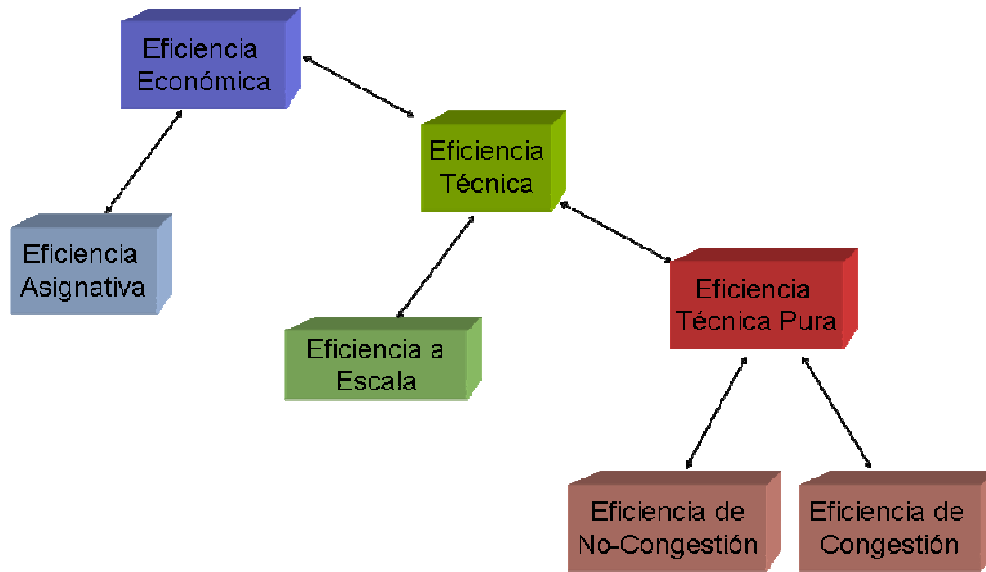 Eficiencia
Económica
Eficiencia
Técnica
Eficiencia
Asignativa
Eficiencia
Técnica Pura
Eficiencia a
Escala
Eficiencia de
No-Congestión
Eficiencia de
Congestión